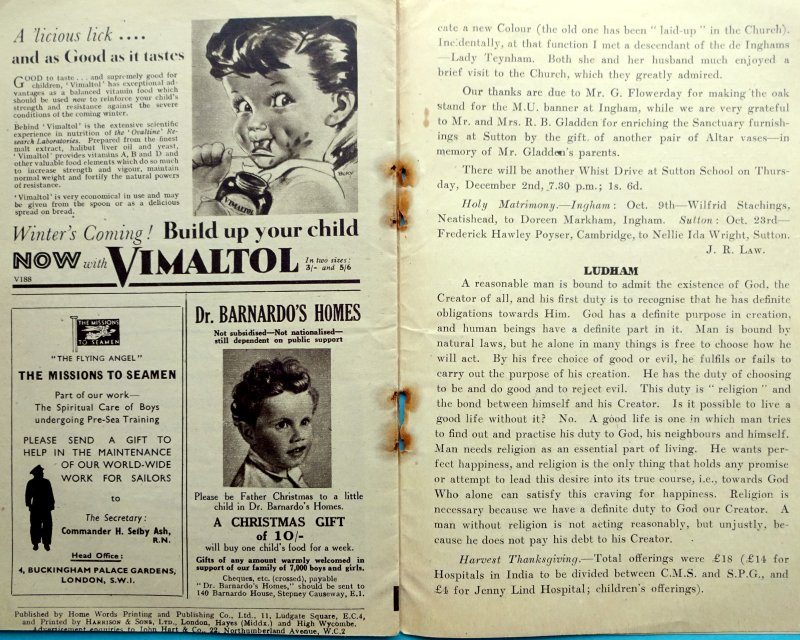 A 'licious lick ....
and as Good as it tastes
GOOD to taste . . . and supremely good for
children, 'Vimaltol' has exceptional ad-
vantages as a balanced vitamin food which
should be used now to reinforce your child's
strength and resistance against the severe
conditions of the coming winter.
Behind 'Vimaltol' is the extensive scientific
experience in nutrition of the 'Ovaltine' Re-
search Laboratories. Prepared from the finest
malt extract, halibut liver oil and yeast,
'Vimaltol' provides vitamins A, B and D and
other valuable food elements which do so much
to increase strength and vigour, maintain
normal weight and fortify the natural powers
of resistance.
'Vimaltol' is very economical in use and may
be given from the spoon or as a delicious
spread on bread.
VIMALTOL
Winter's Coming! Build up your child
NOW with VIMALTOL In two sizes:
3/- and 5/6
V188
THE MISSIONS
TO SEAMEN
"THE FLYING ANGEL"
THE MISSIONS TO SEAMEN
Part of our work—
The Spiritual Care of Boys
undergoing Pre-Sea Training
PLEASE SEND A GIFT TO
HELP IN THE MAINTENANCE
OF OUR WORLD-WIDE
WORK FOR SAILORS
to
The Secretary:
Commander H. Selby Ash,
R.N.
Head Office:
4, BUCKINGHAM PALACE GARDENS,
LONDON, S.W.1.
Dr. BARNARDO'S HOMES
Not subsidised—Not nationalised—
still dependent on public support
Please be Father Christmas to a little
child in Dr. Barnardo's Homes.
A CHRISTMAS GIFT
of 10/-
will buy one child's food for a week.
Gifts of any amount warmly welcomed in
support of our family of 7,000 boys and girls.
Cheques, etc. (crossed), payable
"Dr. Barnardo's Homes," should be sent to
140 Barnardo House, Stepney Causeway, E.1.
Published by Home Words Printing and Publishing Co., Ltd., 11, Ludgate Square, E.C.4,
and Printed by HARRISON & SONS, LTD., London, Hayes (Middx.) and High Wycombe.
Advertisement enquiries to John Hart & Co., 22 Northumberland Avenue, W.C.2
cate a new Colour (the old one has been " laid-up " in the Church).
Incidentally, at that function I met a descendant of the de Inghams
—Lady Teynham. Both she and her husband much enjoyed a
brief visit to the Church, which they greatly admired.
Our thanks are due to Mr. G. Flowerday for making the oak
stand for the M.U. banner at Ingham, while we are very grateful
to Mr. and Mrs. R. B. Gladden for enriching the Sanctuary furnish-
ings at Sutton by the gift of another pair of Altar vases—in
memory of Mr. Gladden's parents.
There will be another Whist Drive at Sutton School on Thurs-
day, December 2nd, 7.30 p.m.; 1s. 6d.
Holy Matrimony.—Ingham: Oct. 9th—Wilfrid Stachings,
Neatishead, to Doreen Markham, Ingham. Sutton: Oct. 23rd—
Frederick Hawley Poyser, Cambridge, to Nellie Ida Wright, Sutton.
J. R. LAW.
LUDHAM
A reasonable man is bound to admit the existence of God, the
Creator of all, and his first duty is to recognise that he has definite
obligations towards Him. God has a definite purpose in creation,
and human beings have a definite part in it. Man is bound by
natural laws, but he alone in many things is free to choose how he
will act. By his free choice of good or evil, he fulfils or fails to
carry out the purpose of his creation. He has the duty of choosing
to be and do good and to reject evil. This duty is " religion " and
the bond between himself and his Creator. Is it possible to live a
good life without it? No. A good life is one in which man tries
to find out and practise his duty to God, his neighbours and himself.
Man needs religion as an essential part of living. He wants per-
fect happiness, and religion is the only thing that holds any promise
or attempt to lead this desire into its true course, i.e., towards God
Who alone can satisfy this craving for happiness. Religion is
necessary because we have a definite duty to God our Creator. A
man without religion is not acting reasonably, but unjustly, be-
cause he does not pay his debt to his Creator.
Harvest Thanksgiving.—Total offerings were £18 (£14 for
Hospitals in India to be divided between C.M.S. and S.P.G., and
£4 for Jenny Lind Hospital; children's offerings).